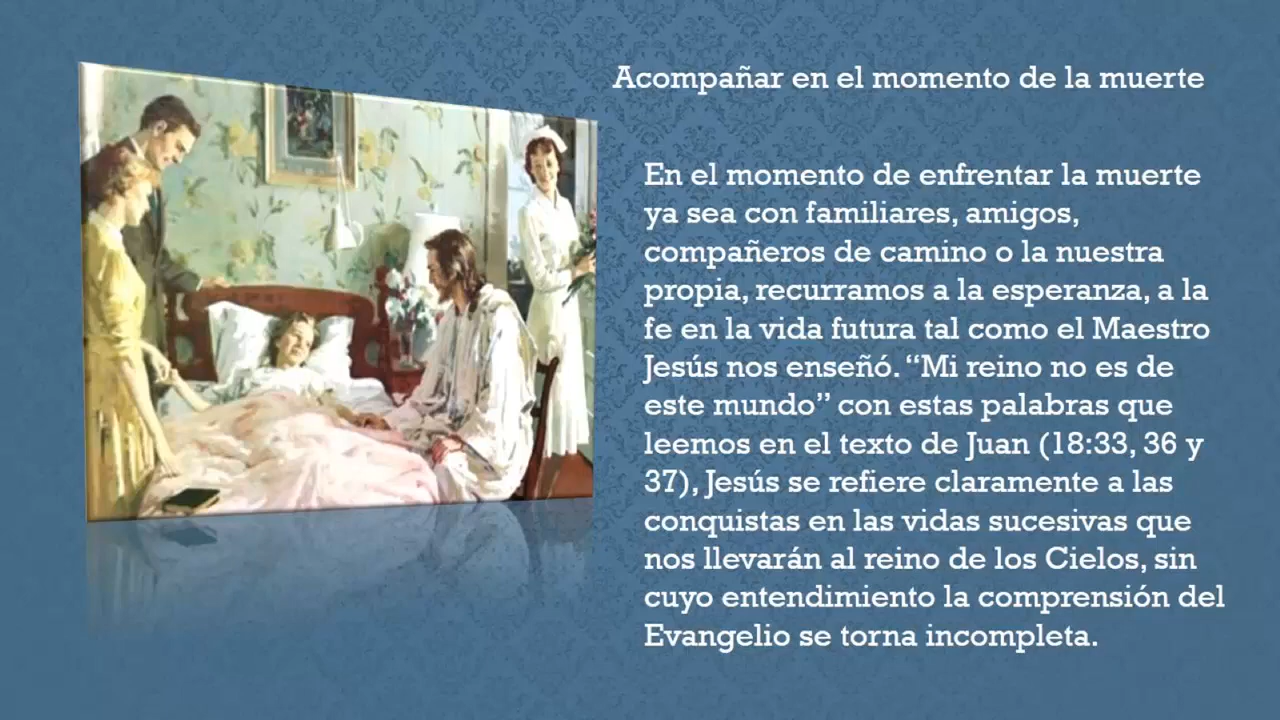 Acompañar en el momento de la muerte
En el momento de enfrentar la muerte
ya sea con familiares, amigos,
compañeros de camino o la nuestra
propia, recurramos a la esperanza, a la
fe en la vida futura tal como el Maestro
Jesús nos enseñó. “Mi reino no es de
este mundo” con estas palabras que
leemos en el texto de Juan (18:33, 36 y
37), Jesús se refiere claramente a las
conquistas en las vidas sucesivas que
nos llevarán al reino de los Cielos, sin
cuyo entendimiento la comprensión del
Evangelio se torna incompleta.